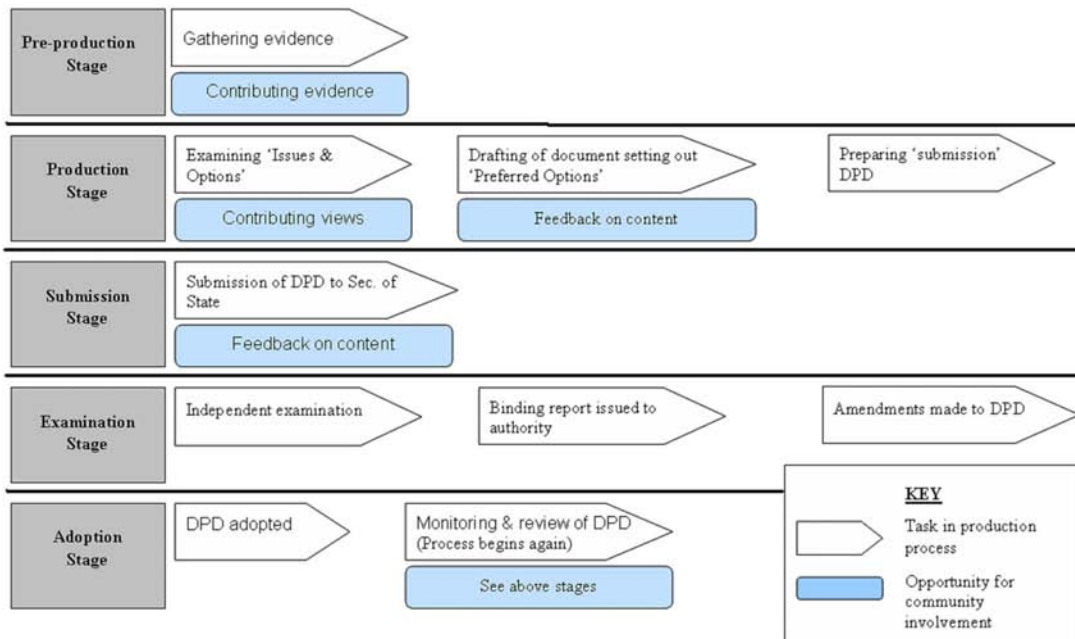 Pre-production
Stage
Gathering evidence
Contributing evidence
Production
Stage
Examining ‘Issues &
Options’
Contributing views
Drafting of document setting out
‘Preferred Options’
Feedback on content
Preparing ‘submission’
DPD
Submission
Stage
Submission of DPD to Sec. of
State
Feedback on content
Examination
Stage
Independent examination
Binding report issued to
authority
Amendments made to DPD
Adoption
Stage
DPD adopted
Monitoring & review of DPD
(Process begins again)
See above stages
KEY
Task in production
process
Opportunity for
community
involvement